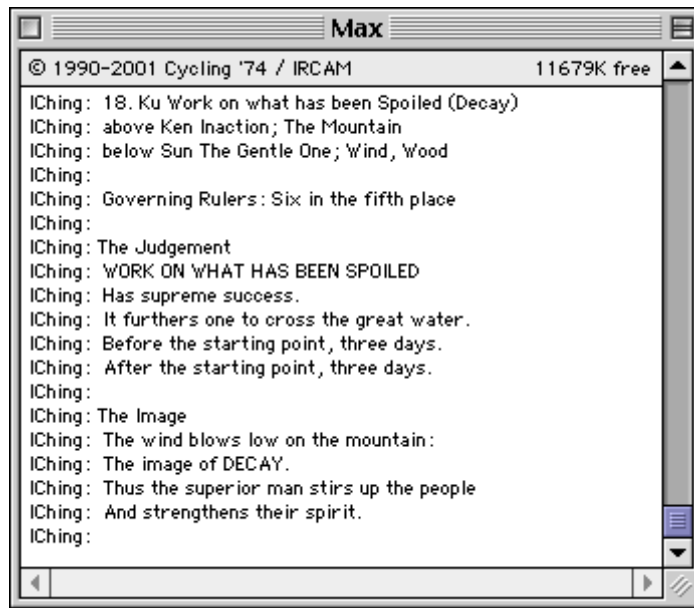 Max
© 1990-2001 Cycling '74 / IRCAM 11679K free
IChing: 18. Ku Work on what has been Spoiled (Decay)
IChing: above Ken Inaction; The Mountain
IChing: below Sun The Gentle One; Wind, Wood
IChing:
IChing: Governing Rulers: Six in the fifth place
IChing:
IChing: The Judgement
IChing: WORK ON WHAT HAS BEEN SPOILED
IChing: Has supreme success.
IChing: It furthers one to cross the great water.
IChing: Before the starting point, three days.
IChing: After the starting point, three days.
IChing:
IChing: The Image
IChing: The wind blows low on the mountain:
IChing: The image of DECAY.
IChing: Thus the superior man stirs up the people
IChing: And strengthens their spirit.
IChing: